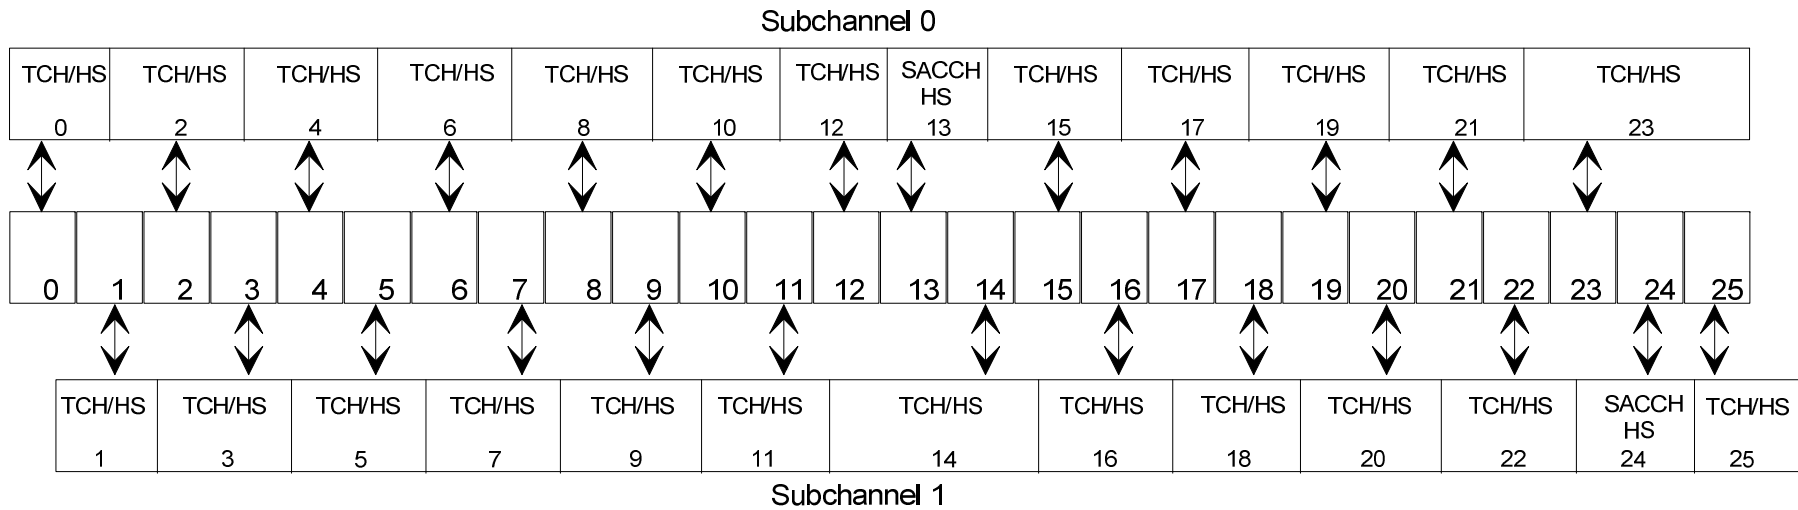 Subchannel 0
TCH/HS TCH/HS TCH/HS TCH/HS TCH/HS TCH/HS TCH/HS SACCH TCH/HS TCH/HS TCH/HS TCH/HS TCH/HS
HS
0 2 4 6 8 10 12 13 15 17 19 21 23
0 1 2 3 4 5 6 7 8 9 10 11 12 13 14 15 16 17 18 19 20 21 22 23 24 25
TCH/HS TCH/HS TCH/HS TCH/HS TCH/HS TCH/HS TCH/HS TCH/HS TCH/HS TCH/HS TCH/HS SACCH TCH/HS
HS
1 3 5 7 9 11 14 16 18 20 22 24 25
Subchannel 1